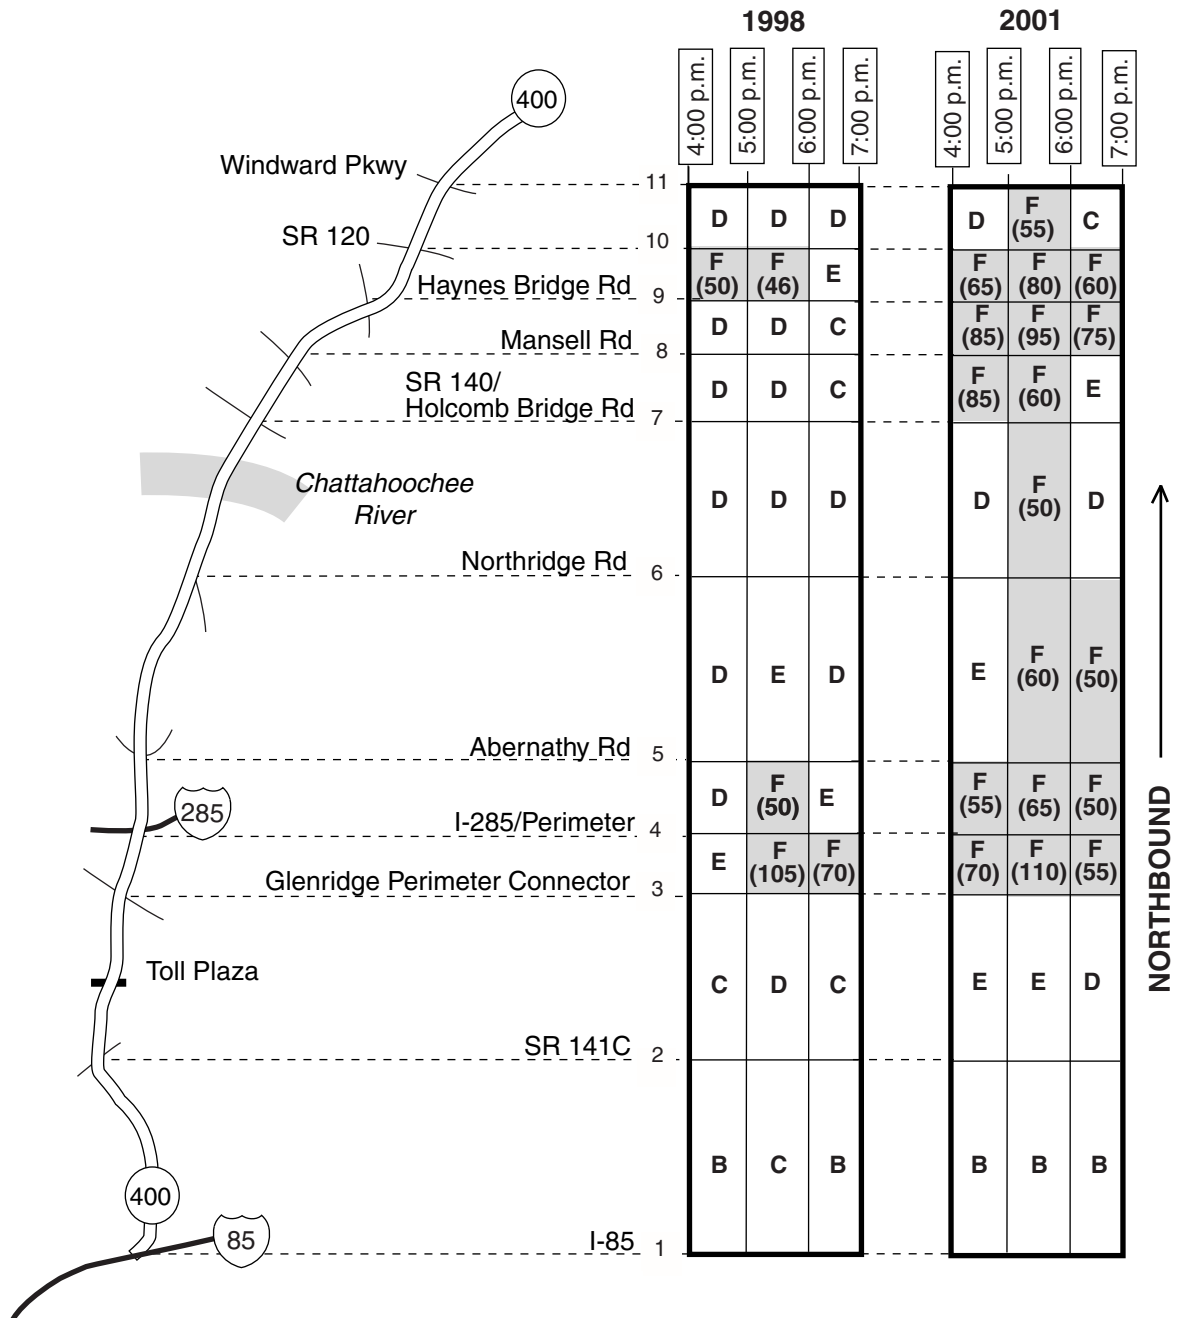 1998 2001
4:00 p.m. 5:00 p.m. 6:00 p.m. 7:00 p.m. 4:00 p.m. 5:00 p.m. 6:00 p.m. 7:00 p.m.
400
Windward Pkwy 11
D D D D F (55) C
SR 120 10
F (50) F (46) E F (65) F (80) F (60)
Haynes Bridge Rd 9
D D C F (85) F (95) F (75)
Mansell Rd 8
D D C F (85) F (60) E
SR 140/
Holcomb Bridge Rd 7
Chattahoochee
River
D D D D F (50) D
Northridge Rd 6
D E D E F (60) F (50)
Abernathy Rd 5
D F (50) E F (55) F (65) F (50)
285
I-285/Perimeter 4
E F (105) F (70) F (70) F (110) F (55)
Glenridge Perimeter Connector 3
Toll Plaza
C D C E E D
SR 141C 2
B C B B B B
400
85
I-85 1
NORTHBOUND